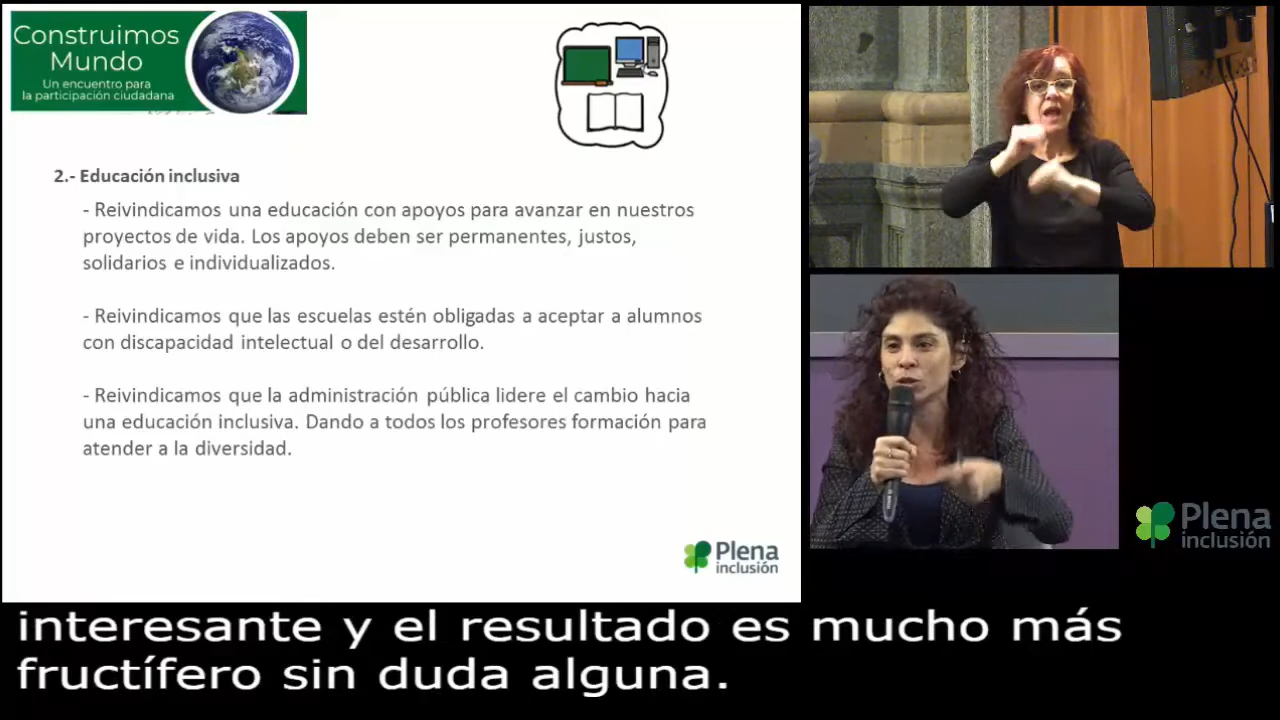 Construimos
Mundo
Un encuentro para
la participación ciudadana
2.- Educación inclusiva
- Reivindicamos una educación con apoyos para avanzar en nuestros
proyectos de vida. Los apoyos deben ser permanentes, justos,
solidarios e individualizados.
- Reivindicamos que las escuelas estén obligadas a aceptar a alumnos
con discapacidad intelectual o del desarrollo.
- Reivindicamos que la administración pública lidere el cambio hacia
una educación inclusiva. Dando a todos los profesores formación para
atender a la diversidad.
Plena
inclusión
Plena
inclusión
interesante y el resultado es mucho más
fructífero sin duda alguna.